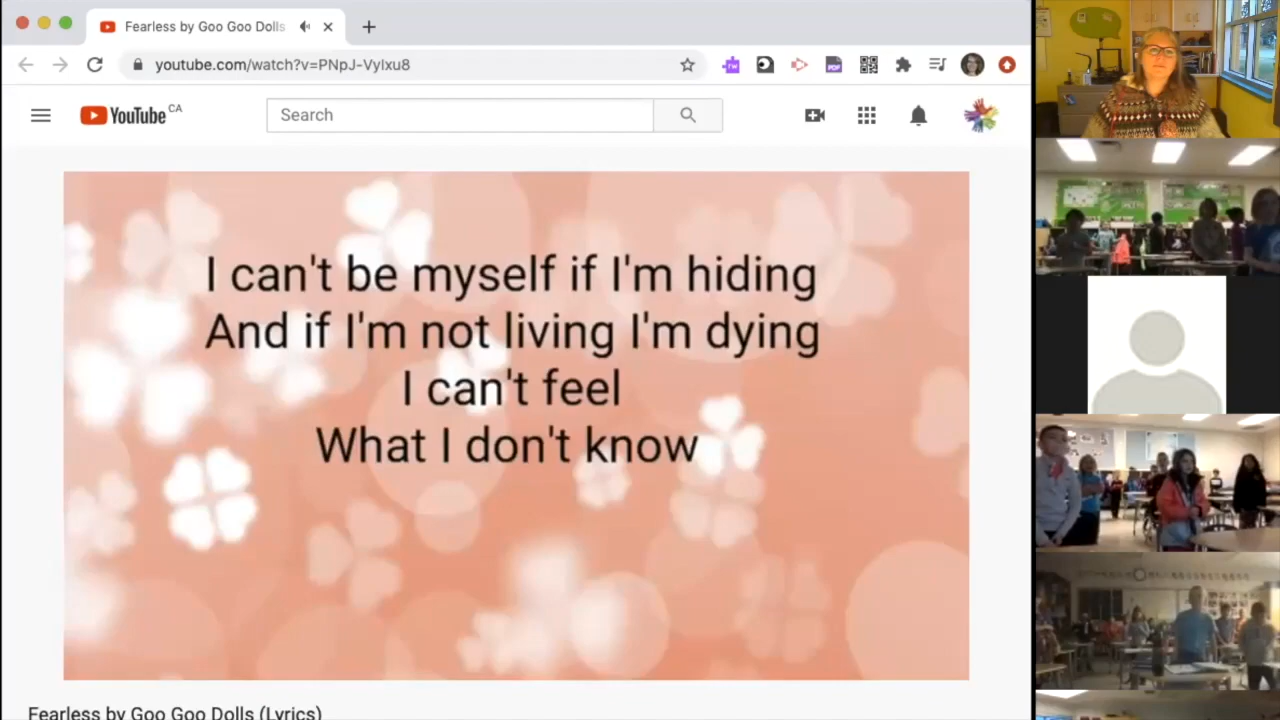 Fearless by Goo Goo Dolls
youtube.com/watch?v=PNpJ-Vylxu8
YouTube CA
Search
I can't be myself if I'm hiding
And if I'm not living I'm dying
I can't feel
What I don't know
Fearless by Goo Goo Dolls (Lyrics)